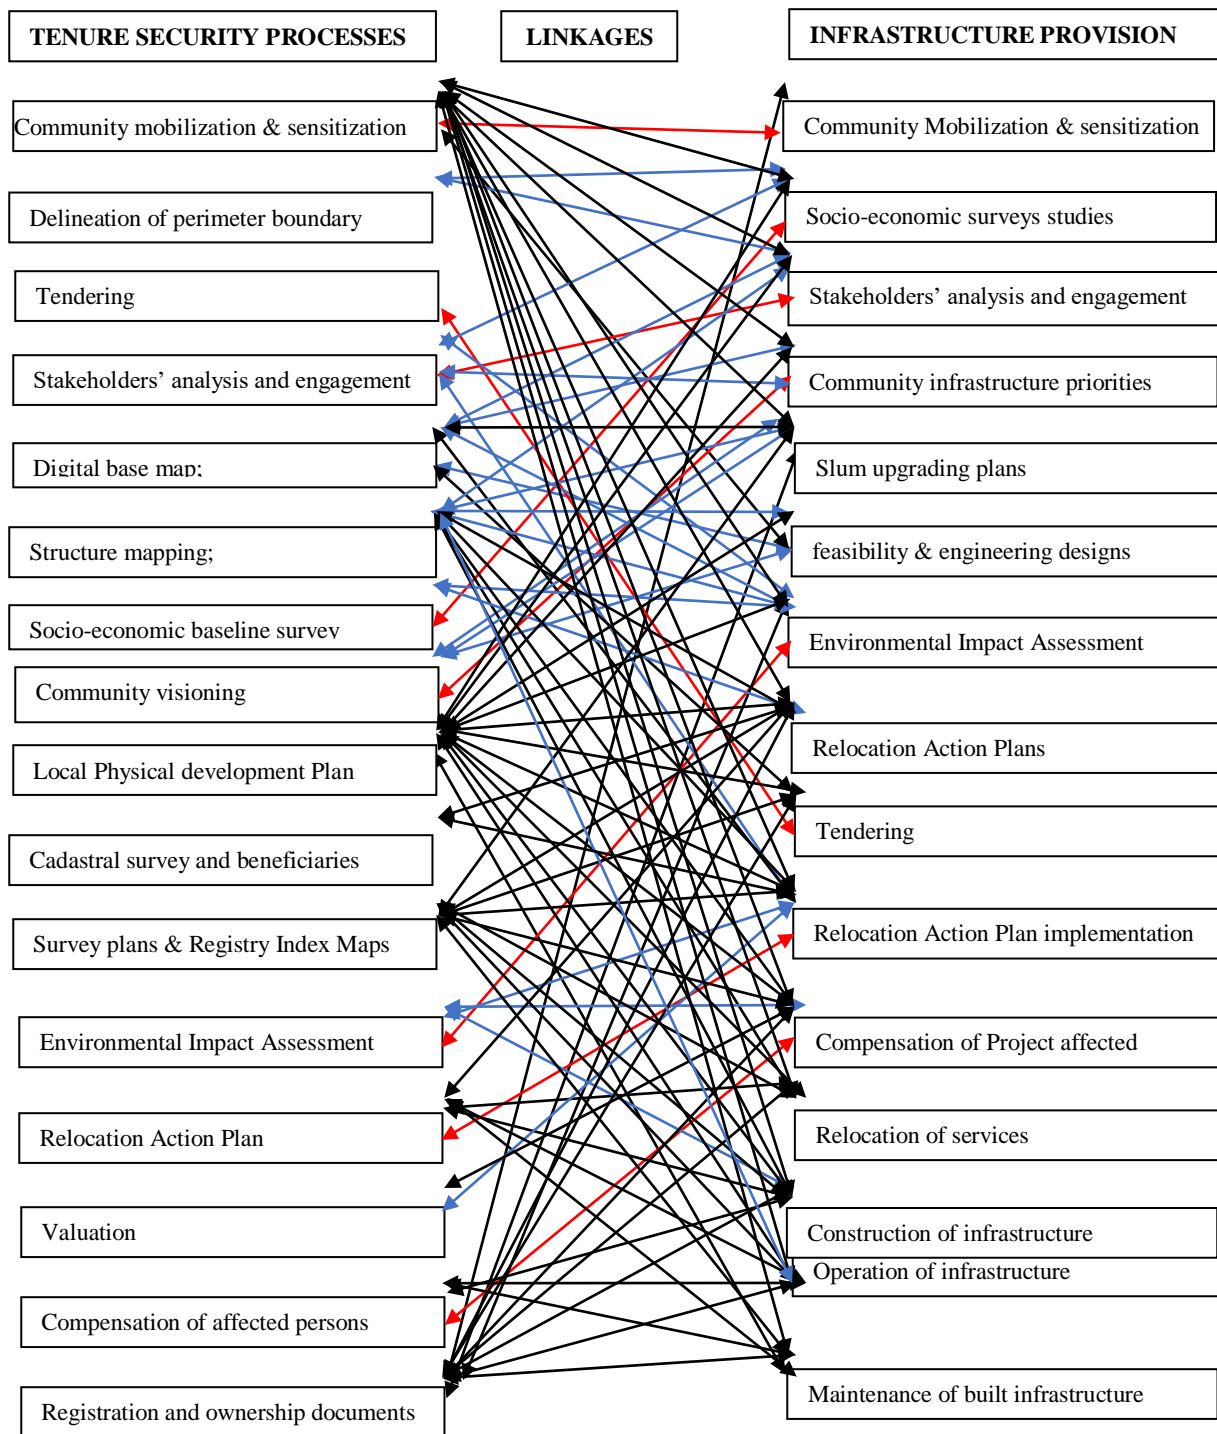 TENURE SECURITY PROCESSES
LINKAGES
INFRASTRUCTURE PROVISION
Community mobilization & sensitization
Community Mobilization & sensitization
Delineation of perimeter boundary
Socio-economic surveys studies
Tendering
Stakeholders’ analysis and engagement
Stakeholders’ analysis and engagement
Community infrastructure priorities
Digital base map;
Slum upgrading plans
Structure mapping;
feasibility & engineering designs
Socio-economic baseline survey
Environmental Impact Assessment
Community visioning
Relocation Action Plans
Local Physical development Plan
Tendering
Cadastral survey and beneficiaries
Relocation Action Plan implementation
Survey plans & Registry Index Maps
Environmental Impact Assessment
Compensation of Project affected
Relocation Action Plan
Relocation of services
Valuation
Construction of infrastructure
Operation of infrastructure
Compensation of affected persons
Maintenance of built infrastructure
Registration and ownership documents